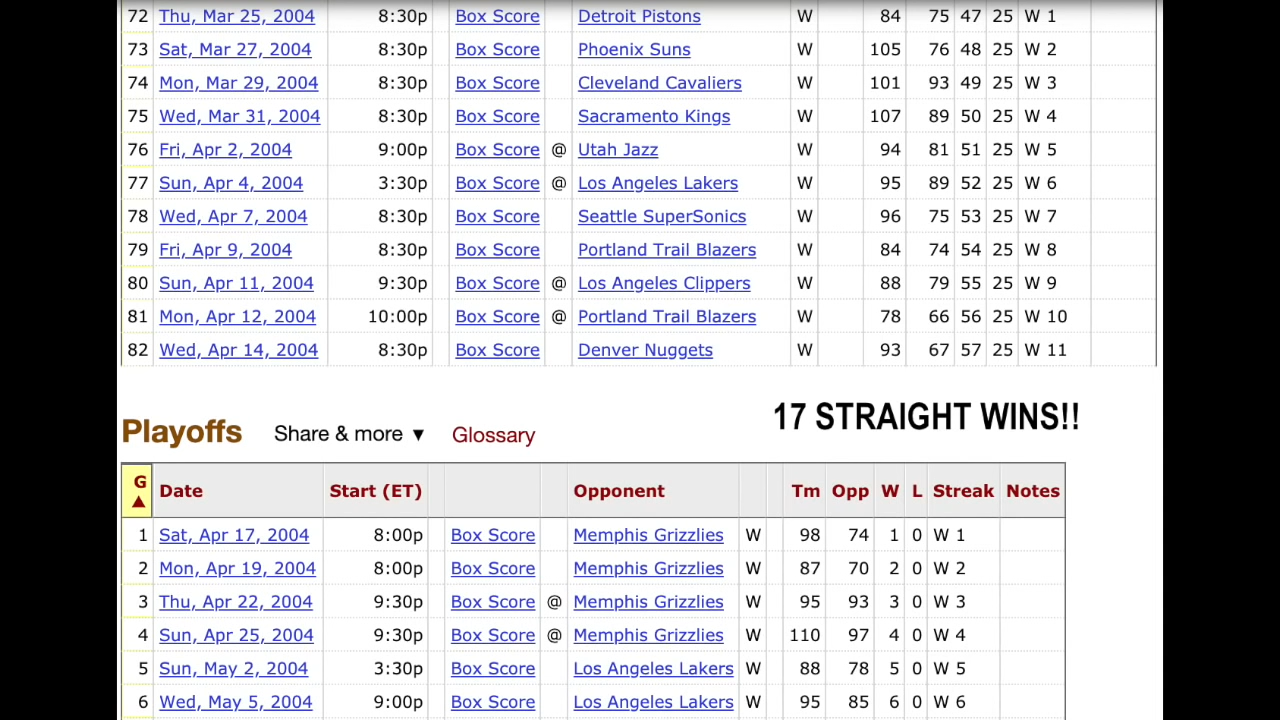 72 Thu, Mar 25, 2004 8:30p Box Score Detroit Pistons W 84 75 47 25 W 1
73 Sat, Mar 27, 2004 8:30p Box Score Phoenix Suns W 105 76 48 25 W 2
74 Mon, Mar 29, 2004 8:30p Box Score Cleveland Cavaliers W 101 93 49 25 W 3
75 Wed, Mar 31, 2004 8:30p Box Score Sacramento Kings W 107 89 50 25 W 4
76 Fri, Apr 2, 2004 9:00p Box Score @ Utah Jazz W 94 81 51 25 W 5
77 Sun, Apr 4, 2004 3:30p Box Score @ Los Angeles Lakers W 95 89 52 25 W 6
78 Wed, Apr 7, 2004 8:30p Box Score Seattle SuperSonics W 96 75 53 25 W 7
79 Fri, Apr 9, 2004 8:30p Box Score Portland Trail Blazers W 84 74 54 25 W 8
80 Sun, Apr 11, 2004 9:30p Box Score @ Los Angeles Clippers W 88 79 55 25 W 9
81 Mon, Apr 12, 2004 10:00p Box Score @ Portland Trail Blazers W 78 66 56 25 W 10
82 Wed, Apr 14, 2004 8:30p Box Score Denver Nuggets W 93 67 57 25 W 11
17 STRAIGHT WINS!!
Playoffs Share & more ▼ Glossary
G ▲ Date Start (ET) Opponent Tm Opp W L Streak Notes
1 Sat, Apr 17, 2004 8:00p Box Score Memphis Grizzlies W 98 74 1 0 W 1
2 Mon, Apr 19, 2004 8:00p Box Score Memphis Grizzlies W 87 70 2 0 W 2
3 Thu, Apr 22, 2004 9:30p Box Score @ Memphis Grizzlies W 95 93 3 0 W 3
4 Sun, Apr 25, 2004 9:30p Box Score @ Memphis Grizzlies W 110 97 4 0 W 4
5 Sun, May 2, 2004 3:30p Box Score Los Angeles Lakers W 88 78 5 0 W 5
6 Wed, May 5, 2004 9:00p Box Score Los Angeles Lakers W 95 85 6 0 W 6